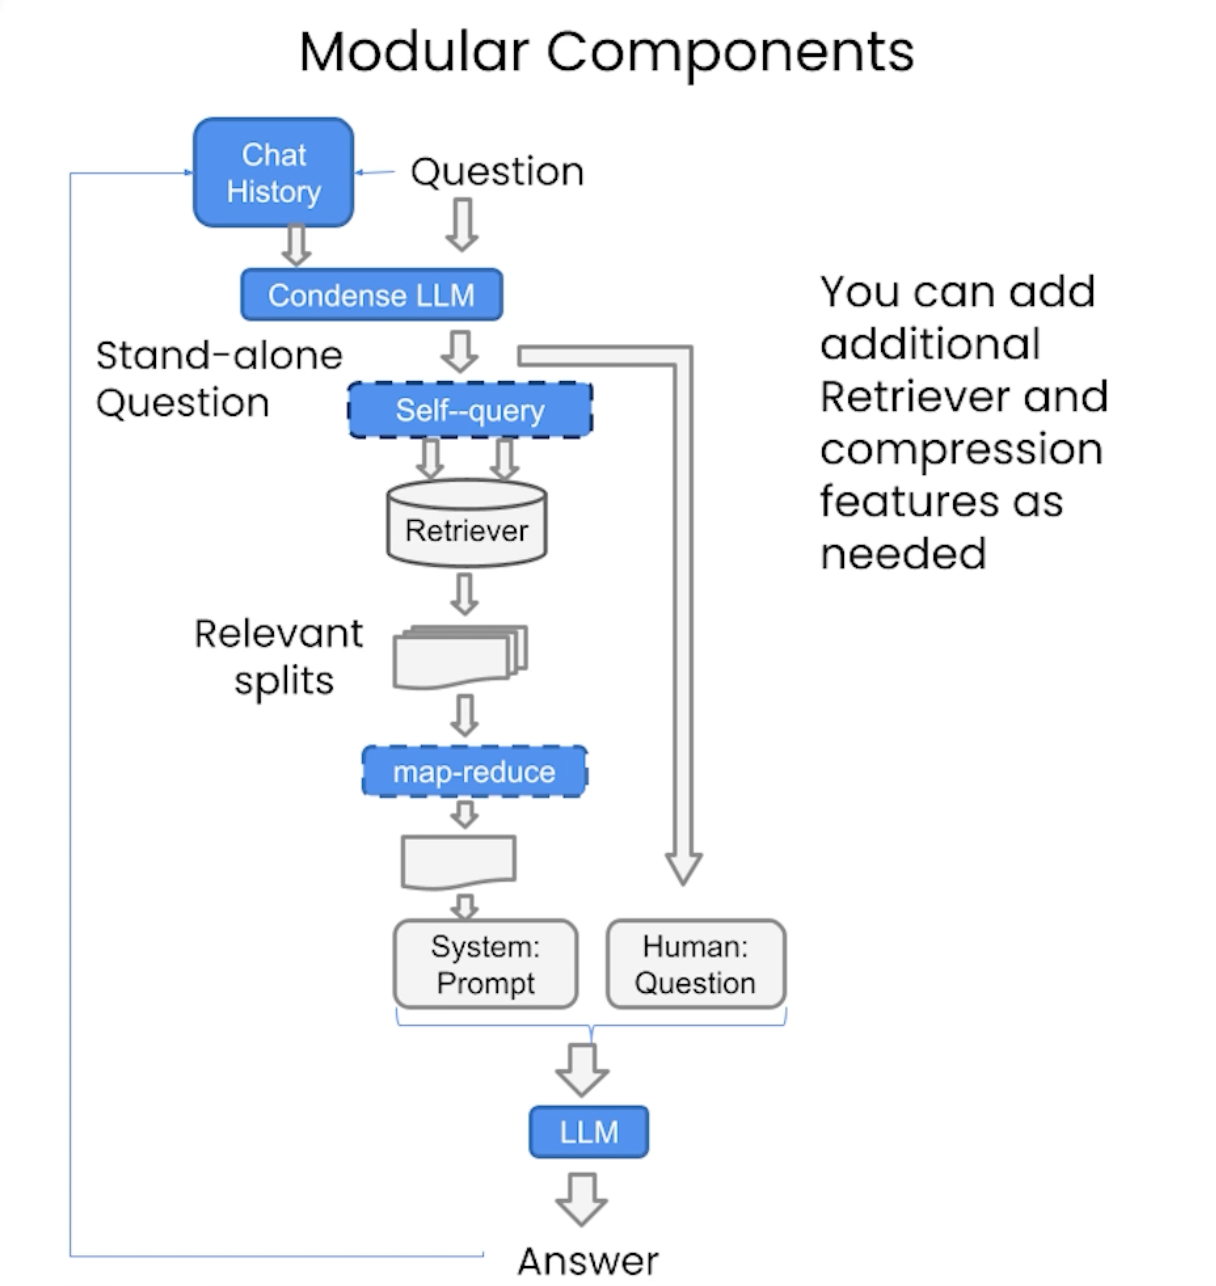 Modular Components
Chat
History
Question
Condense LLM
Stand-alone
Question
Self--query
Retriever
Relevant
splits
map-reduce
System:
Prompt
Human:
Question
LLM
Answer
You can add
additional
Retriever and
compression
features as
needed